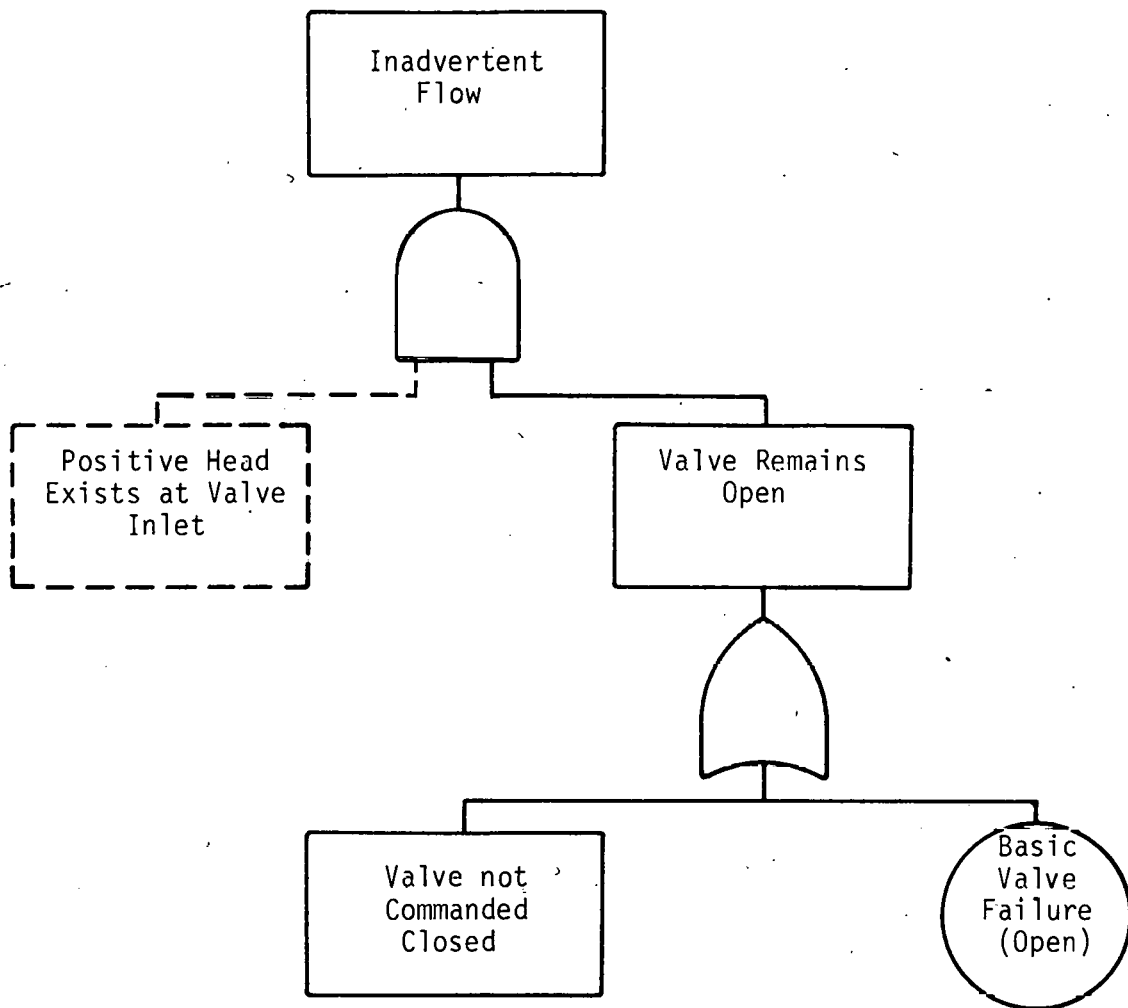 Inadvertent
Flow
Positive Head
Exists at Valve
Inlet
Valve Remains
Open
Valve not
Commanded
Closed
Basic
Valve
Failure
(Open)